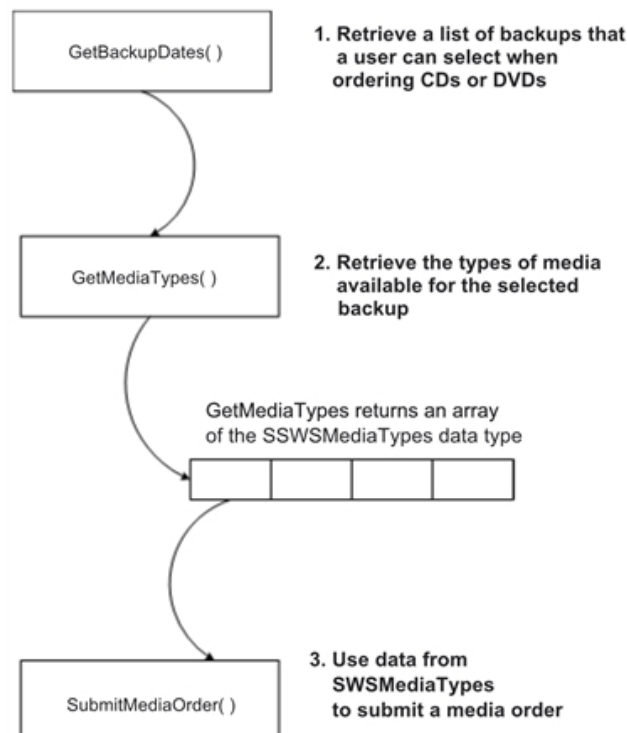 GetBackupDates( )
1. Retrieve a list of backups that
a user can select when
ordering CDs or DVDs
GetMediaTypes( )
2. Retrieve the types of media
available for the selected
backup
GetMediaTypes returns an array
of the SSWSMediaTypes data type
SubmitMediaOrder( )
3. Use data from
SWSMediaTypes
to submit a media order